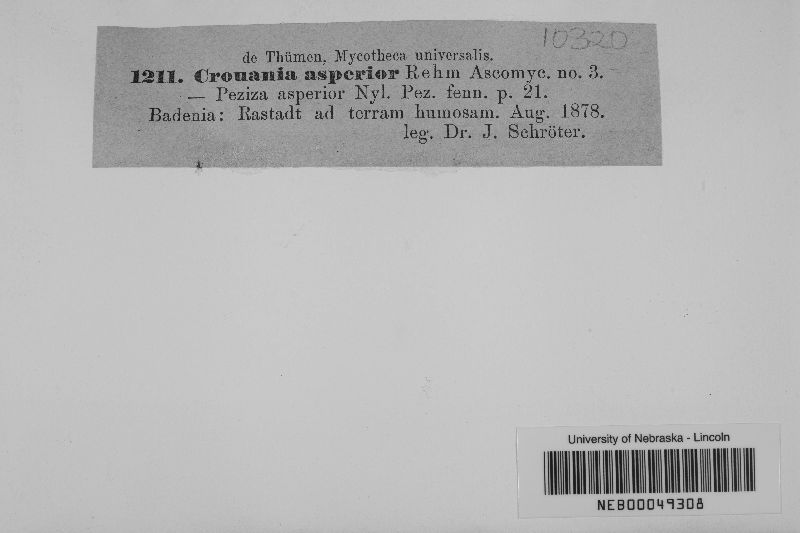 10320
de Thümen, Mycotheca universalis.
1211. Crouania asperior Rehm Ascomyc. no. 3.
— Peziza asperior Nyl. Pez. fenn. p. 21.
Badenia: Rastadt ad terram humosam. Aug. 1878.
leg. Dr. J. Schröter.
University of Nebraska - Lincoln
NEB00049308